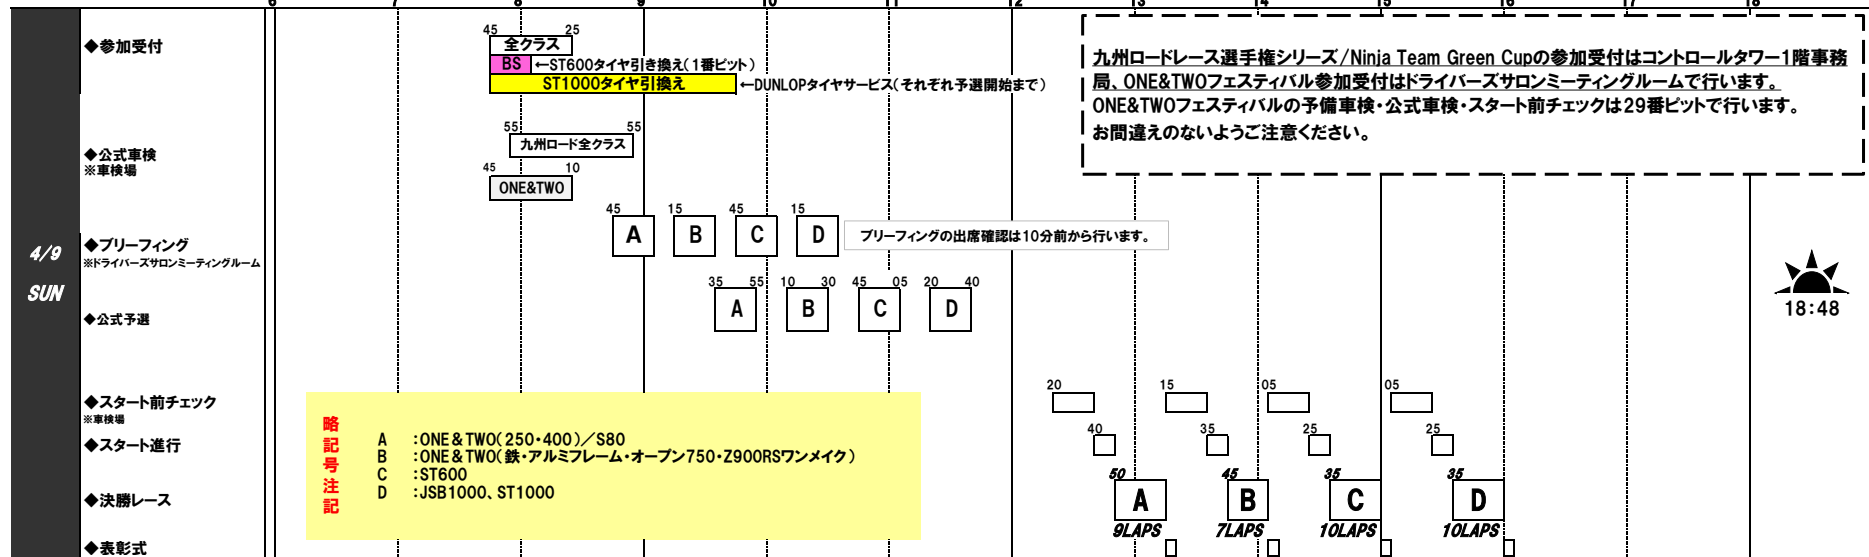 6 7 8 9 10 11 12 13 14 15 16 17 18
4/9
SUN
◆参加受付
45 25
全クラス
BS ←ST600タイヤ引き換え(1番ピット)
ST1000タイヤ引換え ←DUNLOPタイヤサービス(それぞれ予選開始まで)
九州ロードレース選手権シリーズ/Ninja Team Green Cupの参加受付はコントロールタワー1階事務
局、ONE&TWOフェスティバル参加受付はドライバーズサロンミーティングルームで行います。
ONE&TWOフェスティバルの予備車検・公式車検・スタート前チェックは29番ピットで行います。
お間違えのないようご注意ください。
◆公式車検
※車検場
55 55
九州ロード全クラス
45 10
ONE&TWO
◆ブリーフィング
※ドライバーズサロンミーティングルーム
45 15 45 15
A B C D
ブリーフィングの出席確認は10分前から行います。
◆公式予選
35 55 10 30 45 05 20 40
A B C D
18:48
◆スタート前チェック
※車検場
20 15 05 05
◆スタート進行
40 35 25 25
略記号注記
A :ONE&TWO(250・400)/S80
B :ONE&TWO(鉄・アルミフレーム・オープン750・Z900RSワンメイク)
C :ST600
D :JSB1000、ST1000
◆決勝レース
50 45 35 35
A B C D
9LAPS 7LAPS 10LAPS 10LAPS
◆表彰式